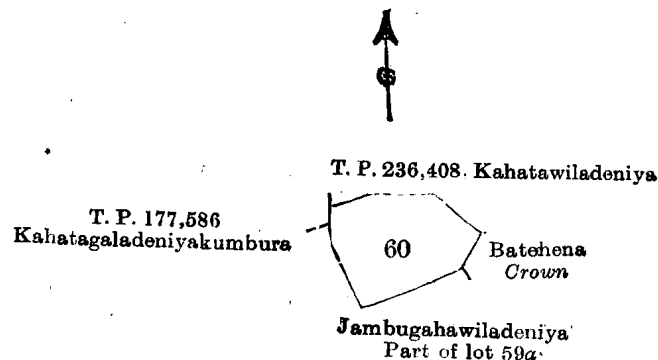 T. P. 236,408. Kahatawiladeniya
T. P. 177,586
Kahatagaladeniyakumbura
60
Batehena
Crown
Jambugahawiladeniya
Part of lot 59a